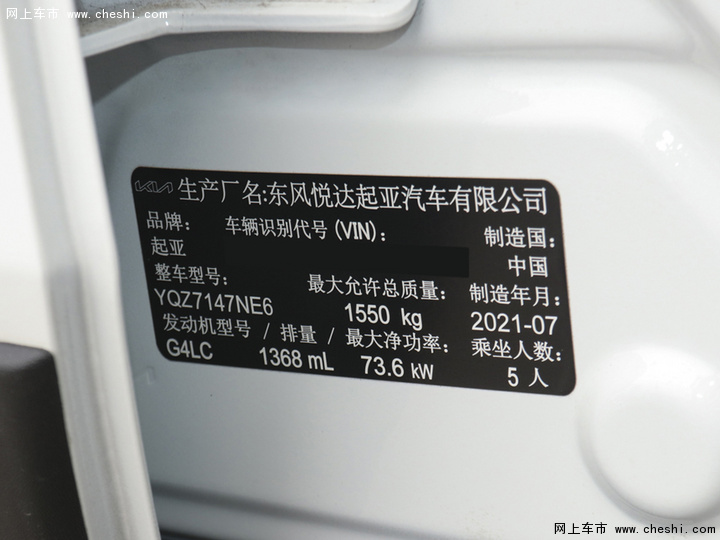 网上车市 www.cheshi.com
KIA 生产厂名:东风悦达起亚汽车有限公司
品牌: 车辆识别代号(VIN): 制造国:
起亚 中国
整车型号: 最大允许总质量: 制造年月:
YQZ7147NE6 1550 kg 2021-07
发动机型号 / 排量 / 最大净功率: 乘坐人数:
G4LC 1368 mL 73.6 kW 5 人
网上车市 www.cheshi.com